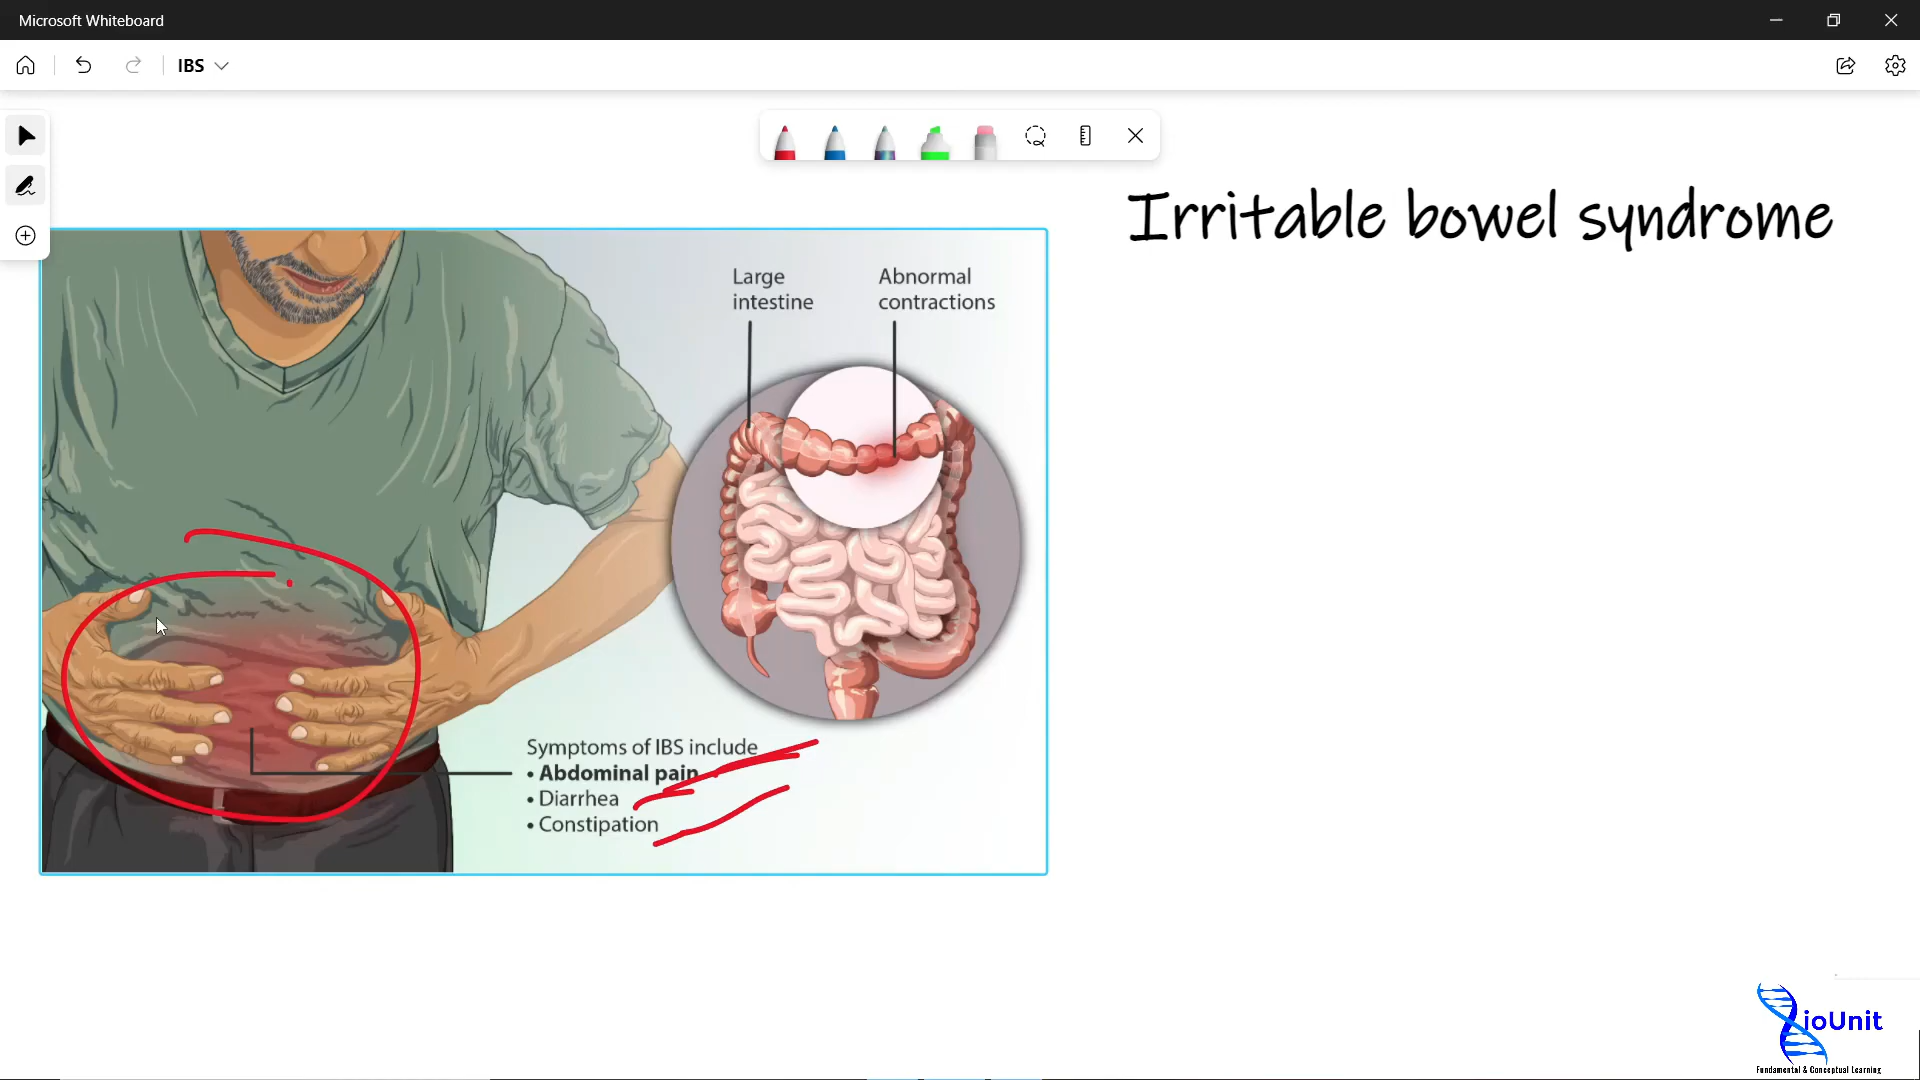 Microsoft Whiteboard
IBS
Irritable bowel syndrome
Large
intestine
Abnormal
contractions
Symptoms of IBS include
• Abdominal pain
• Diarrhea
• Constipation
ioUnit
Fundamental & Conceptual Learning